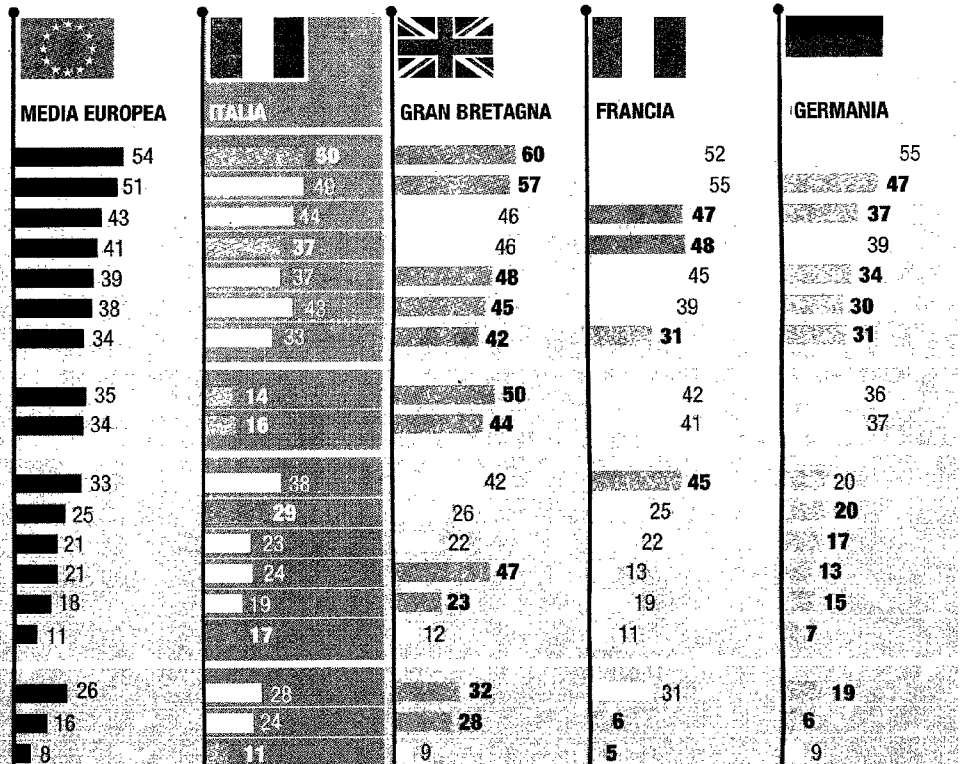 MEDIA EUROPEA ITALIA GRAN BRETAGNA FRANCIA GERMANIA
54 50 60 52 55
51 49 57 55 47
43 44 46 47 37
41 37 46 48 39
39 37 48 45 34
38 43 45 39 30
34 33 42 31 31
35 14 50 42 36
34 16 44 41 37
33 38 42 45 20
25 29 26 25 20
21 23 22 22 17
21 24 47 13 13
18 19 23 19 15
11 17 12 11 7
26 28 32 31 19
16 24 28 6 6
8 11 9 5 9